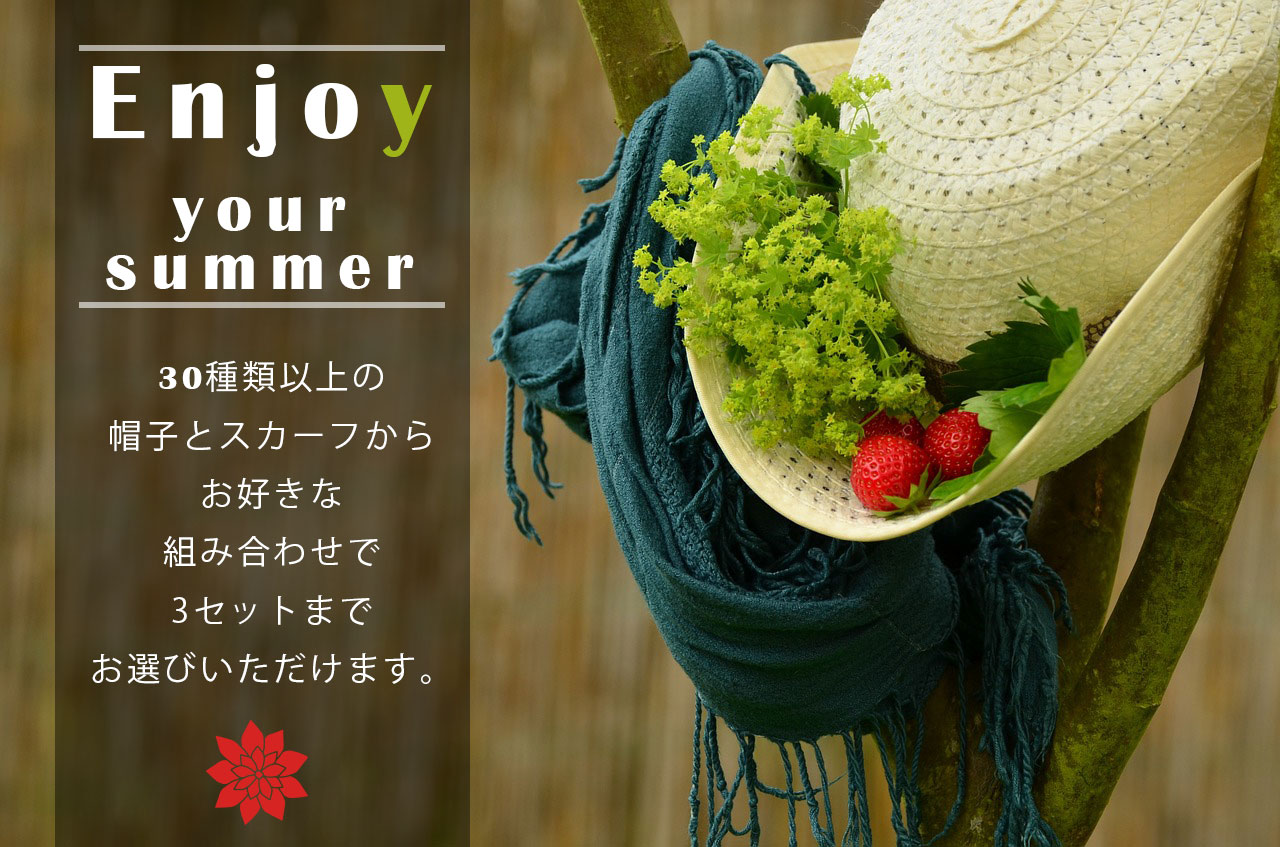 Enjoy
your
summer
30種類以上の
帽子とスカーフから
お好きな
組み合わせで
3セットまで
お選びいただけます。